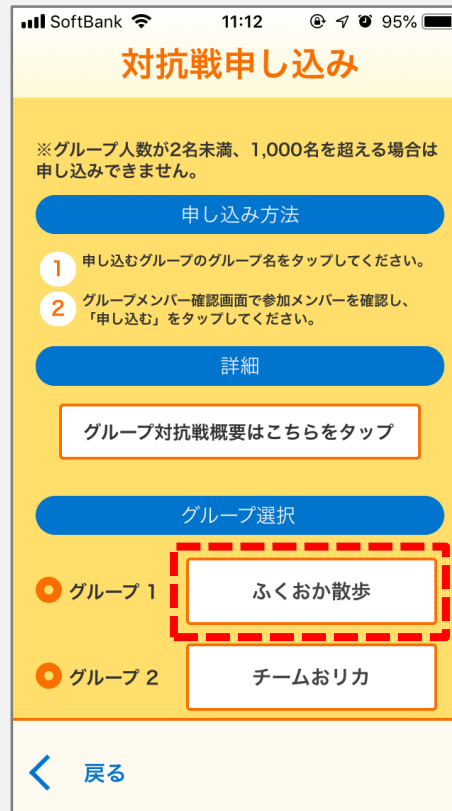 SoftBank 11:12 95%
対抗戦申し込み
※グループ人数が2名未満、1,000名を超える場合は
申し込みできません。
申し込み方法
1 申し込むグループのグループ名をタップしてください。
2 グループメンバー確認画面で参加メンバーを確認し、
「申し込む」をタップしてください。
詳細
グループ対抗戦概要はこちらをタップ
グループ選択
グループ 1 ふくおか散歩
グループ 2 チームおリカ
戻る